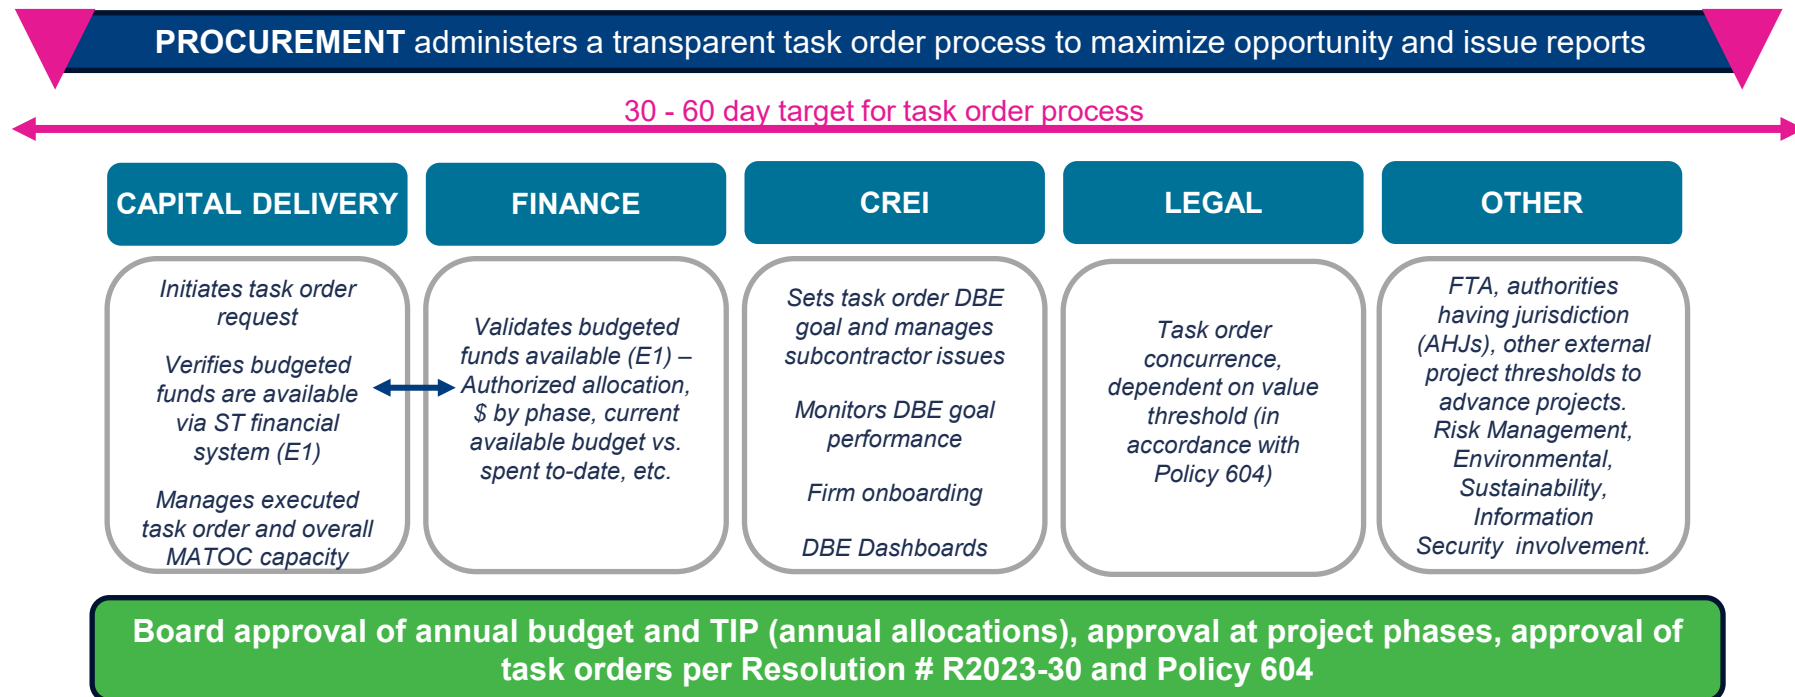 PROCUREMENT administers a transparent task order process to maximize opportunity and issue reports
30 - 60 day target for task order process
CAPITAL DELIVERY
Initiates task order
request
Verifies budgeted
funds are available
via ST financial
system (E1)
Manages executed
task order and overall
MATOC capacity
FINANCE
Validates budgeted
funds available (E1) –
Authorized allocation,
$ by phase, current
available budget vs.
spent to-date, etc.
CREI
Sets task order DBE
goal and manages
subcontractor issues
Monitors DBE goal
performance
Firm onboarding
DBE Dashboards
LEGAL
Task order
concurrence,
dependent on value
threshold (in
accordance with
Policy 604)
OTHER
FTA, authorities
having jurisdiction
(AHJs), other external
project thresholds to
advance projects.
Risk Management,
Environmental,
Sustainability,
Information
Security involvement.
Board approval of annual budget and TIP (annual allocations), approval at project phases, approval of
task orders per Resolution # R2023-30 and Policy 604